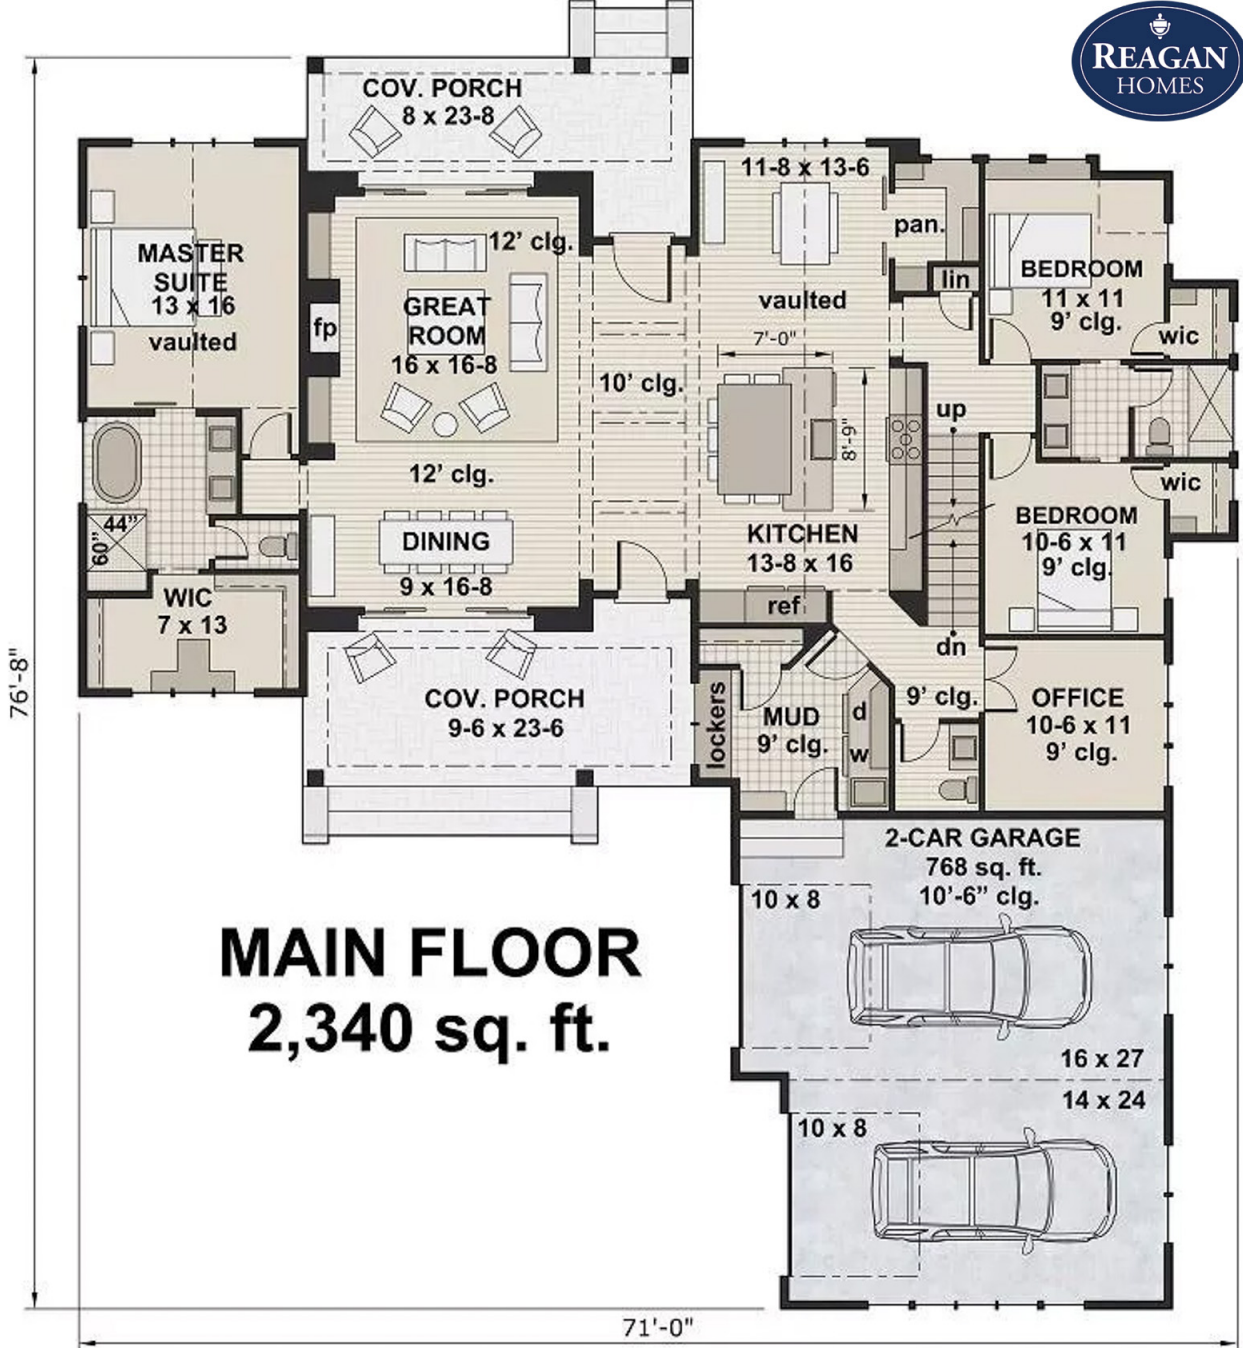 REAGAN
HOMES
COV. PORCH
8 x 23-8
11-8 x 13-6
pan.
lin
MASTER
SUITE
13 x 16
vaulted
12' clg.
GREAT
ROOM
16 x 16-8
fp
vaulted
7'-0"
10' clg.
8'-9"
BEDROOM
11 x 11
9' clg.
wic
up
12' clg.
44"
60"
DINING
9 x 16-8
KITCHEN
13-8 x 16
ref
wic
BEDROOM
10-6 x 11
9' clg.
WIC
7 x 13
dn
COV. PORCH
9-6 x 23-6
lockers
MUD
9' clg.
d
w
9' clg.
OFFICE
10-6 x 11
9' clg.
76'-8"
2-CAR GARAGE
768 sq. ft.
10'-6" clg.
10 x 8
MAIN FLOOR
2,340 sq. ft.
16 x 27
14 x 24
10 x 8
71'-0"